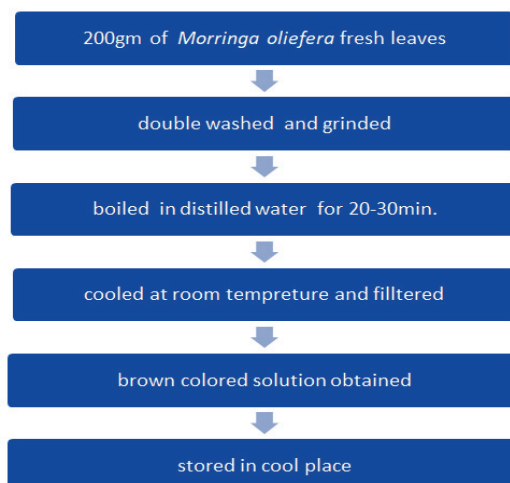 200gm of Morringa oliefera fresh leaves
double washed and grinded
boiled in distilled water for 20-30min.
cooled at room tempreture and filltered
brown colored solution obtained
stored in cool place